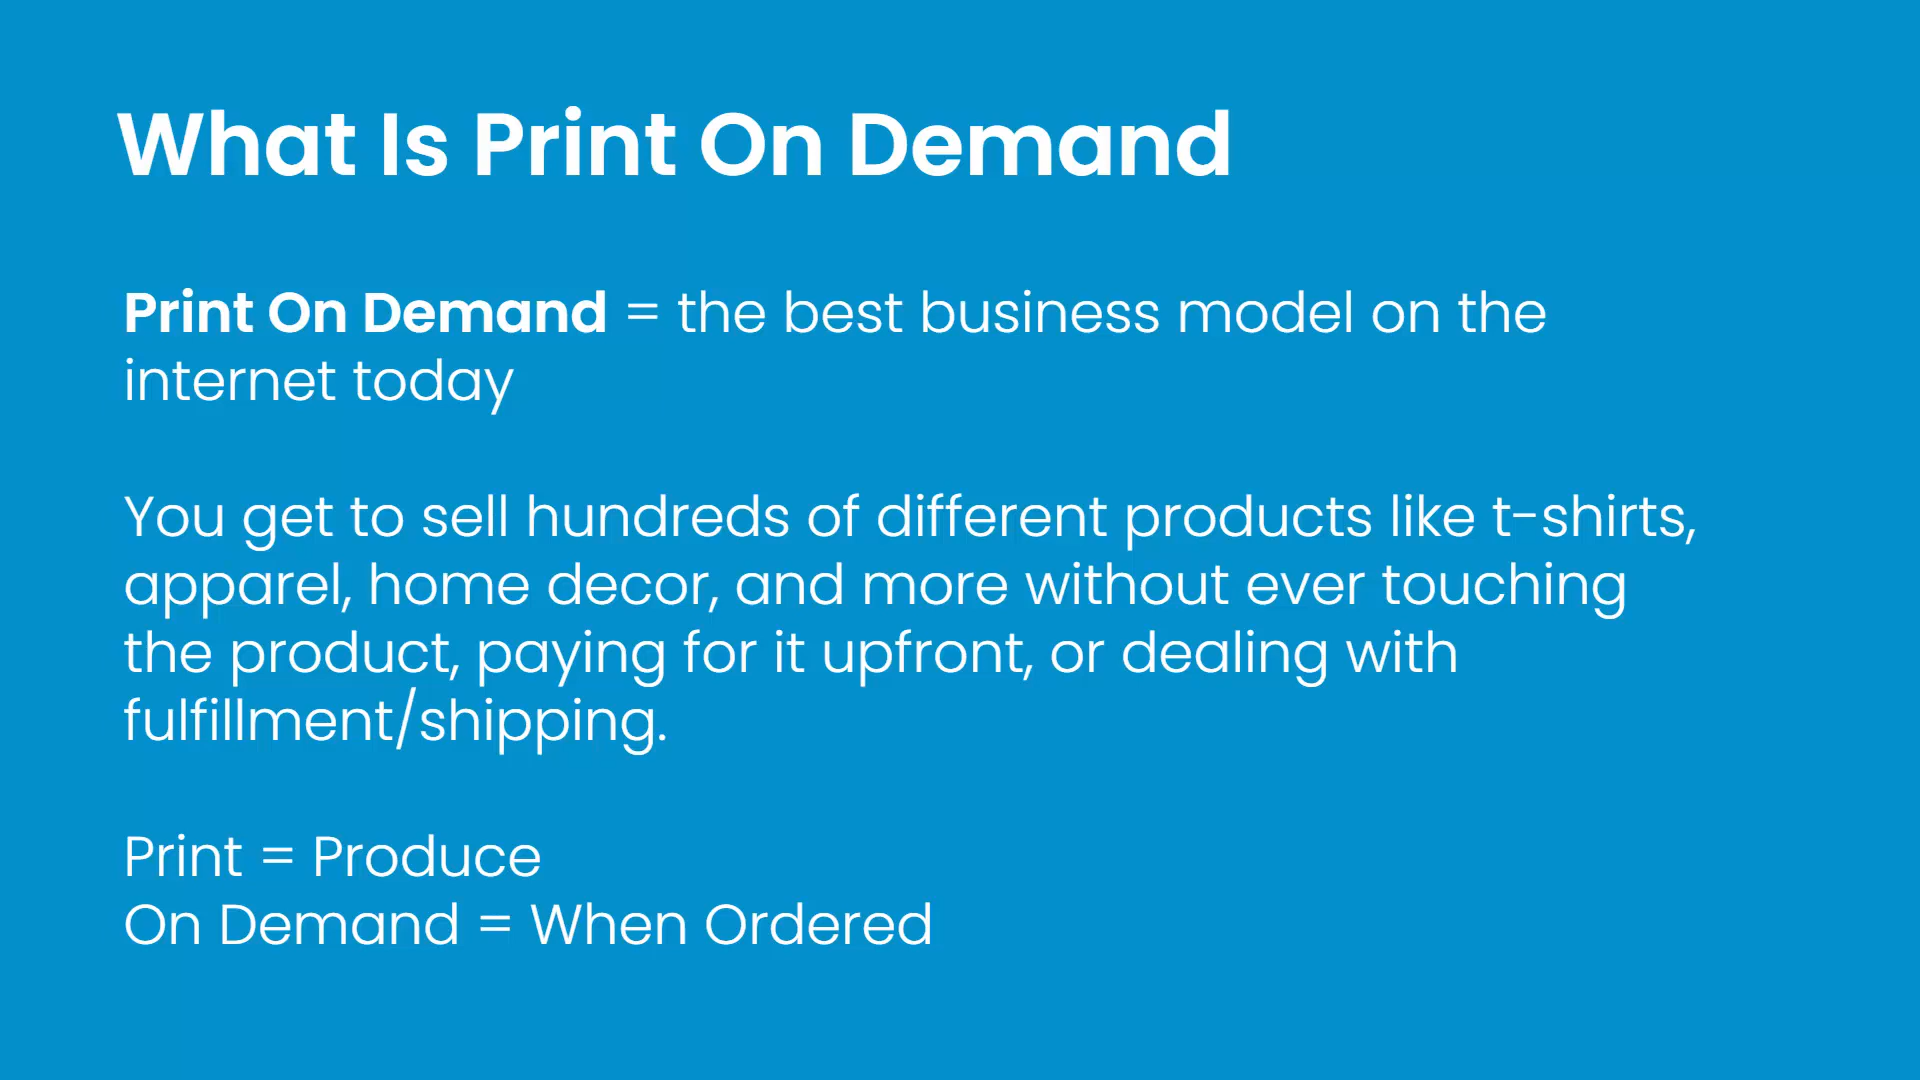 What Is Print On Demand
Print On Demand = the best business model on the
internet today
You get to sell hundreds of different products like t-shirts,
apparel, home decor, and more without ever touching
the product, paying for it upfront, or dealing with
fulfillment/shipping.
Print = Produce
On Demand = When Ordered